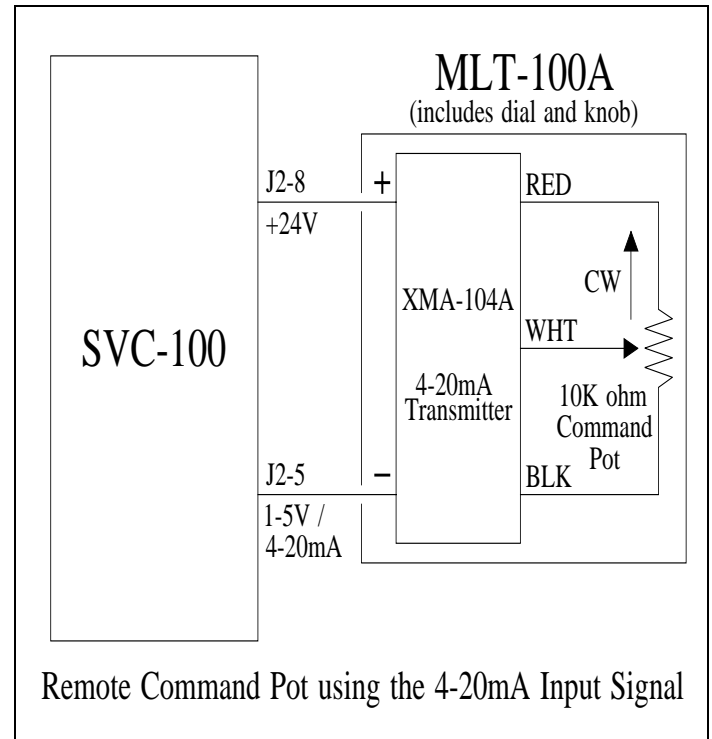 MLT-100A
(includes dial and knob)
SVC-100
J2-8
+24V
+
RED
CW
XMA-104A
WHT
4-20mA
Transmitter
10K ohm
Command
Pot
J2-5
1-5V /
4-20mA
−
BLK
Remote Command Pot using the 4-20mA Input Signal